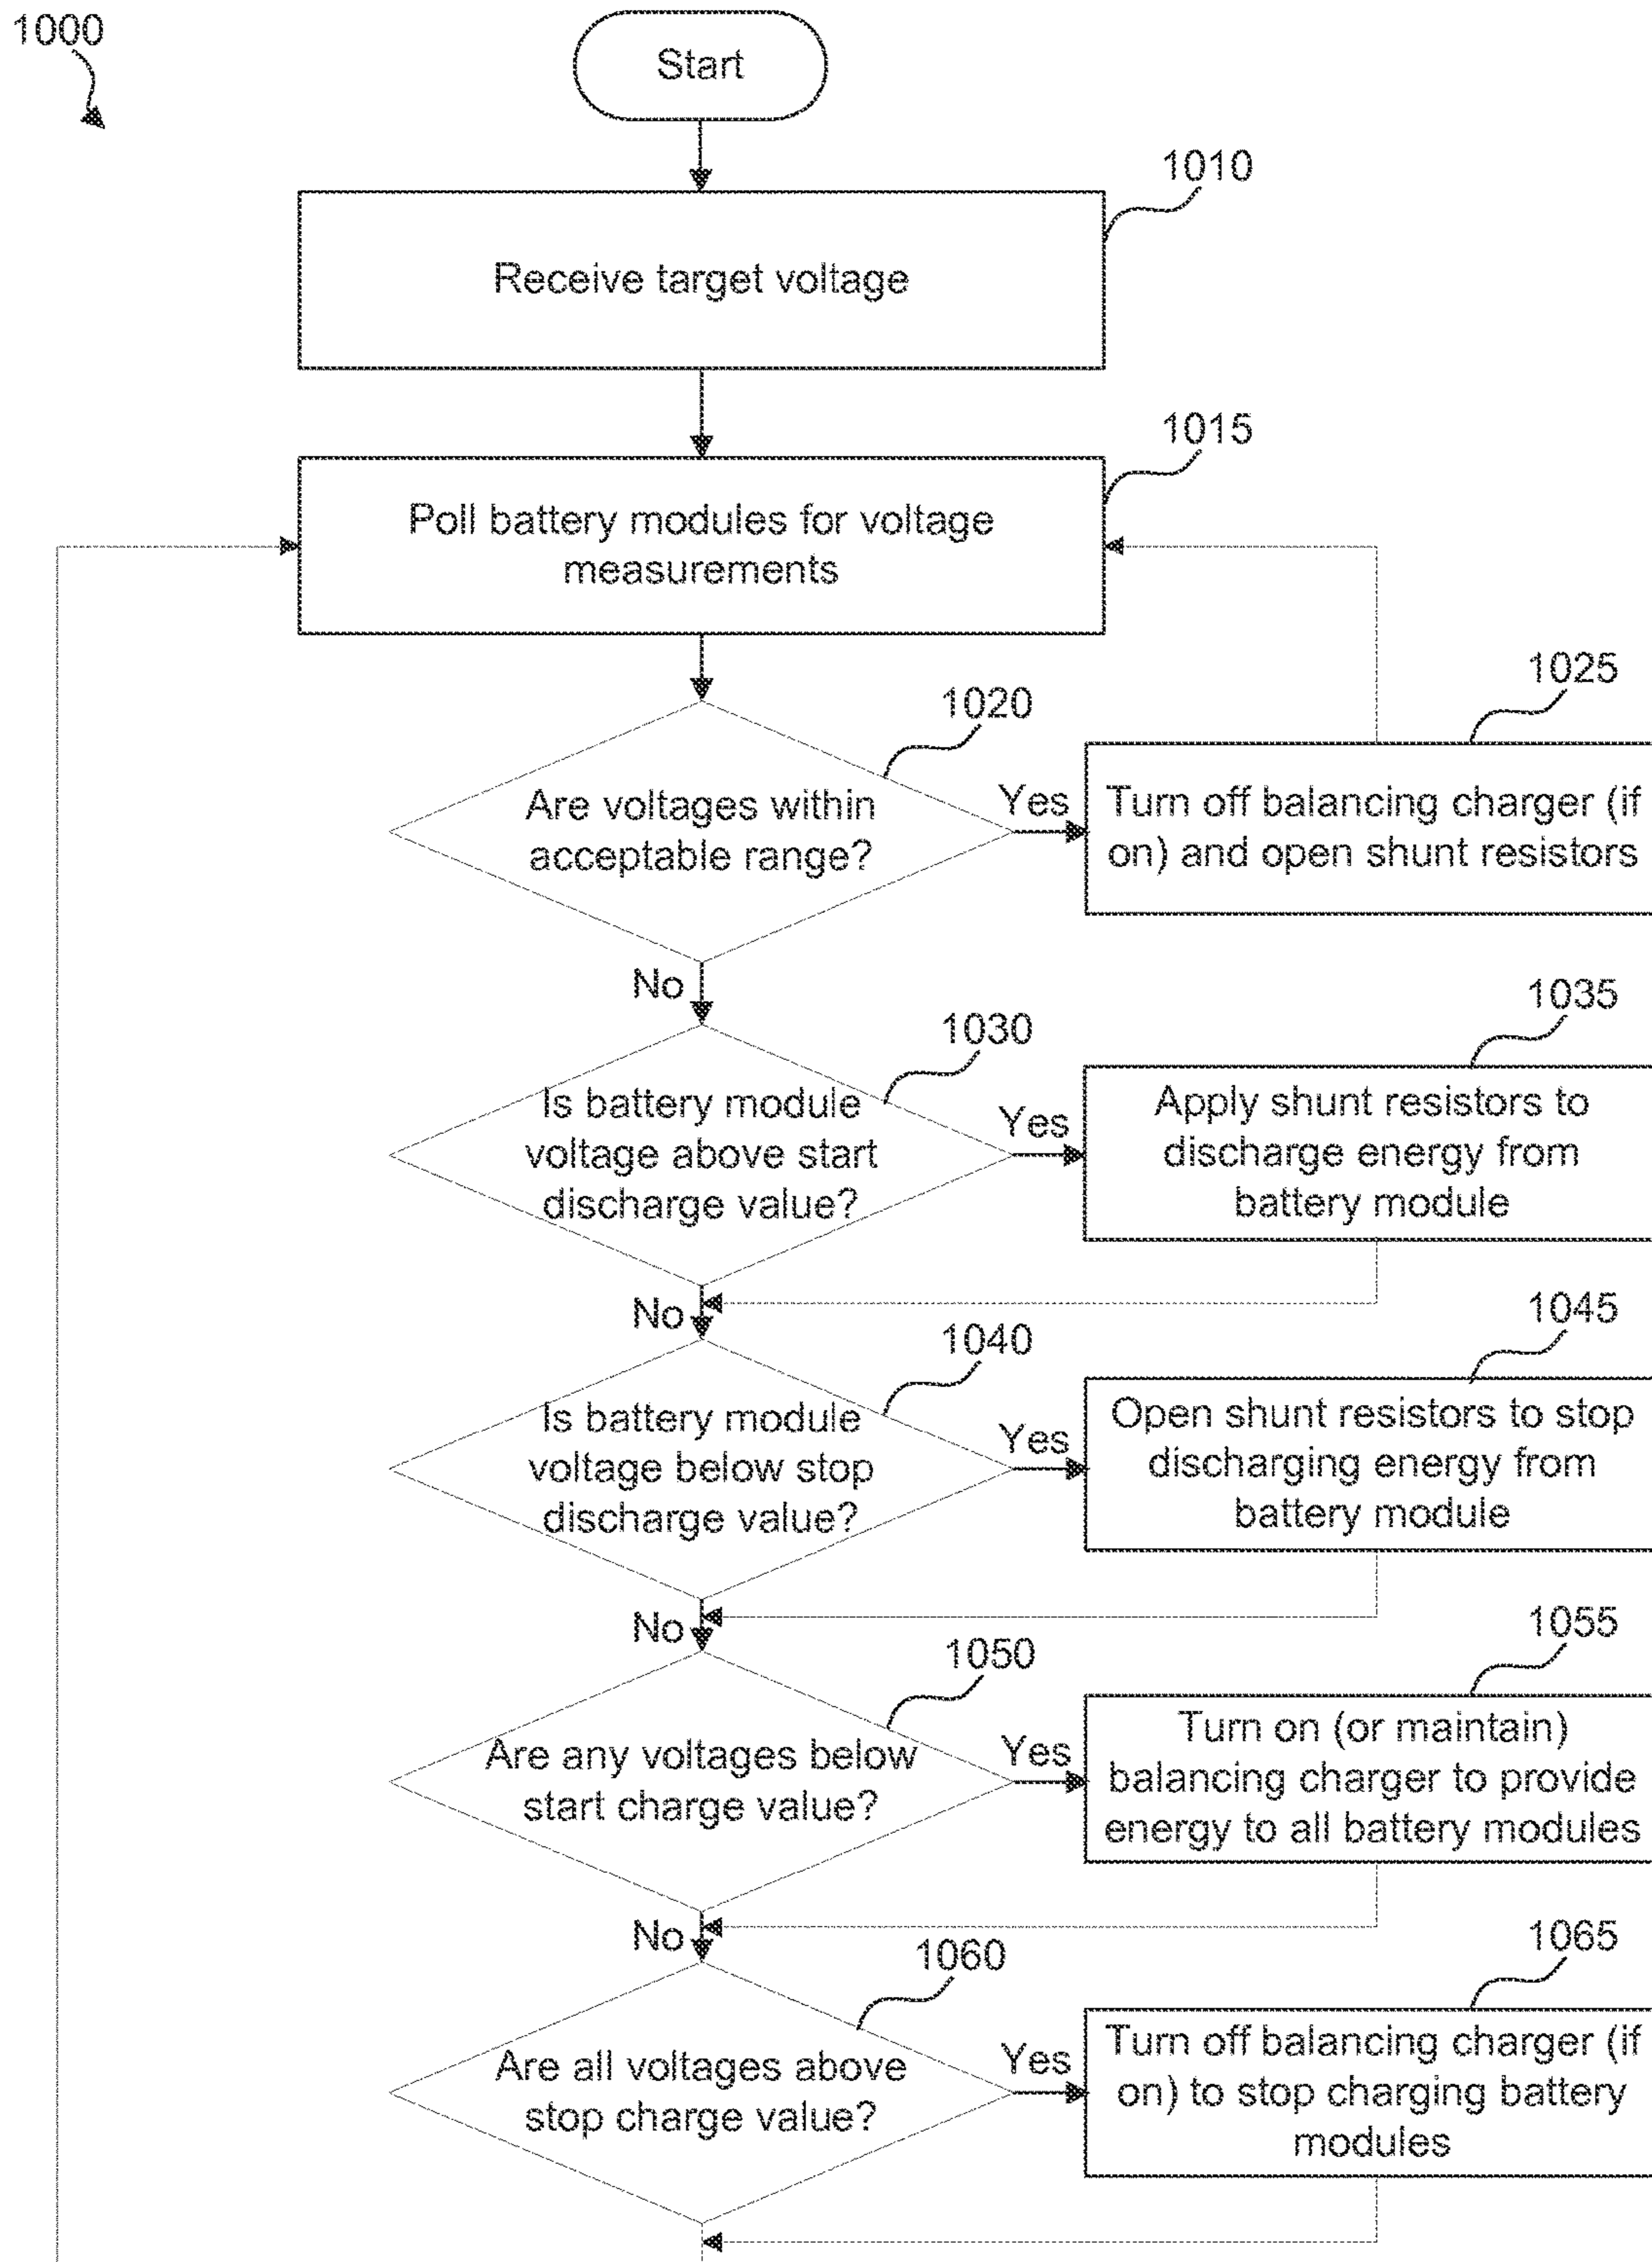 1000
Start
1010
Receive target voltage
1015
Poll battery modules for voltage
measurements
1020
1025
Are voltages within
acceptable range?
Yes
Turn off balancing charger (if
on) and open shunt resistors
No
1030
1035
Is battery module
voltage above start
discharge value?
Yes
Apply shunt resistors to
discharge energy from
battery module
No
1040
1045
Is battery module
voltage below stop
discharge value?
Yes
Open shunt resistors to stop
discharging energy from
battery module
No
1050
1055
Are any voltages below
start charge value?
Yes
Turn on (or maintain)
balancing charger to provide
energy to all battery modules
No
1060
1065
Are all voltages above
stop charge value?
Yes
Turn off balancing charger (if
on) to stop charging battery
modules